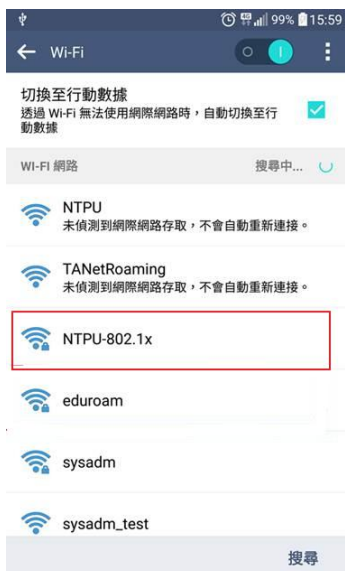 99% 15:59
Wi-Fi
切換至行動數據
透過 Wi-Fi 無法使用網際網路時，自動切換至行
動數據
WI-FI 網路 搜尋中...
NTPU
未偵測到網際網路存取，不會自動重新連接。
TANetRoaming
未偵測到網際網路存取，不會自動重新連接。
NTPU-802.1x
eduroam
sysadm
sysadm_test
搜尋